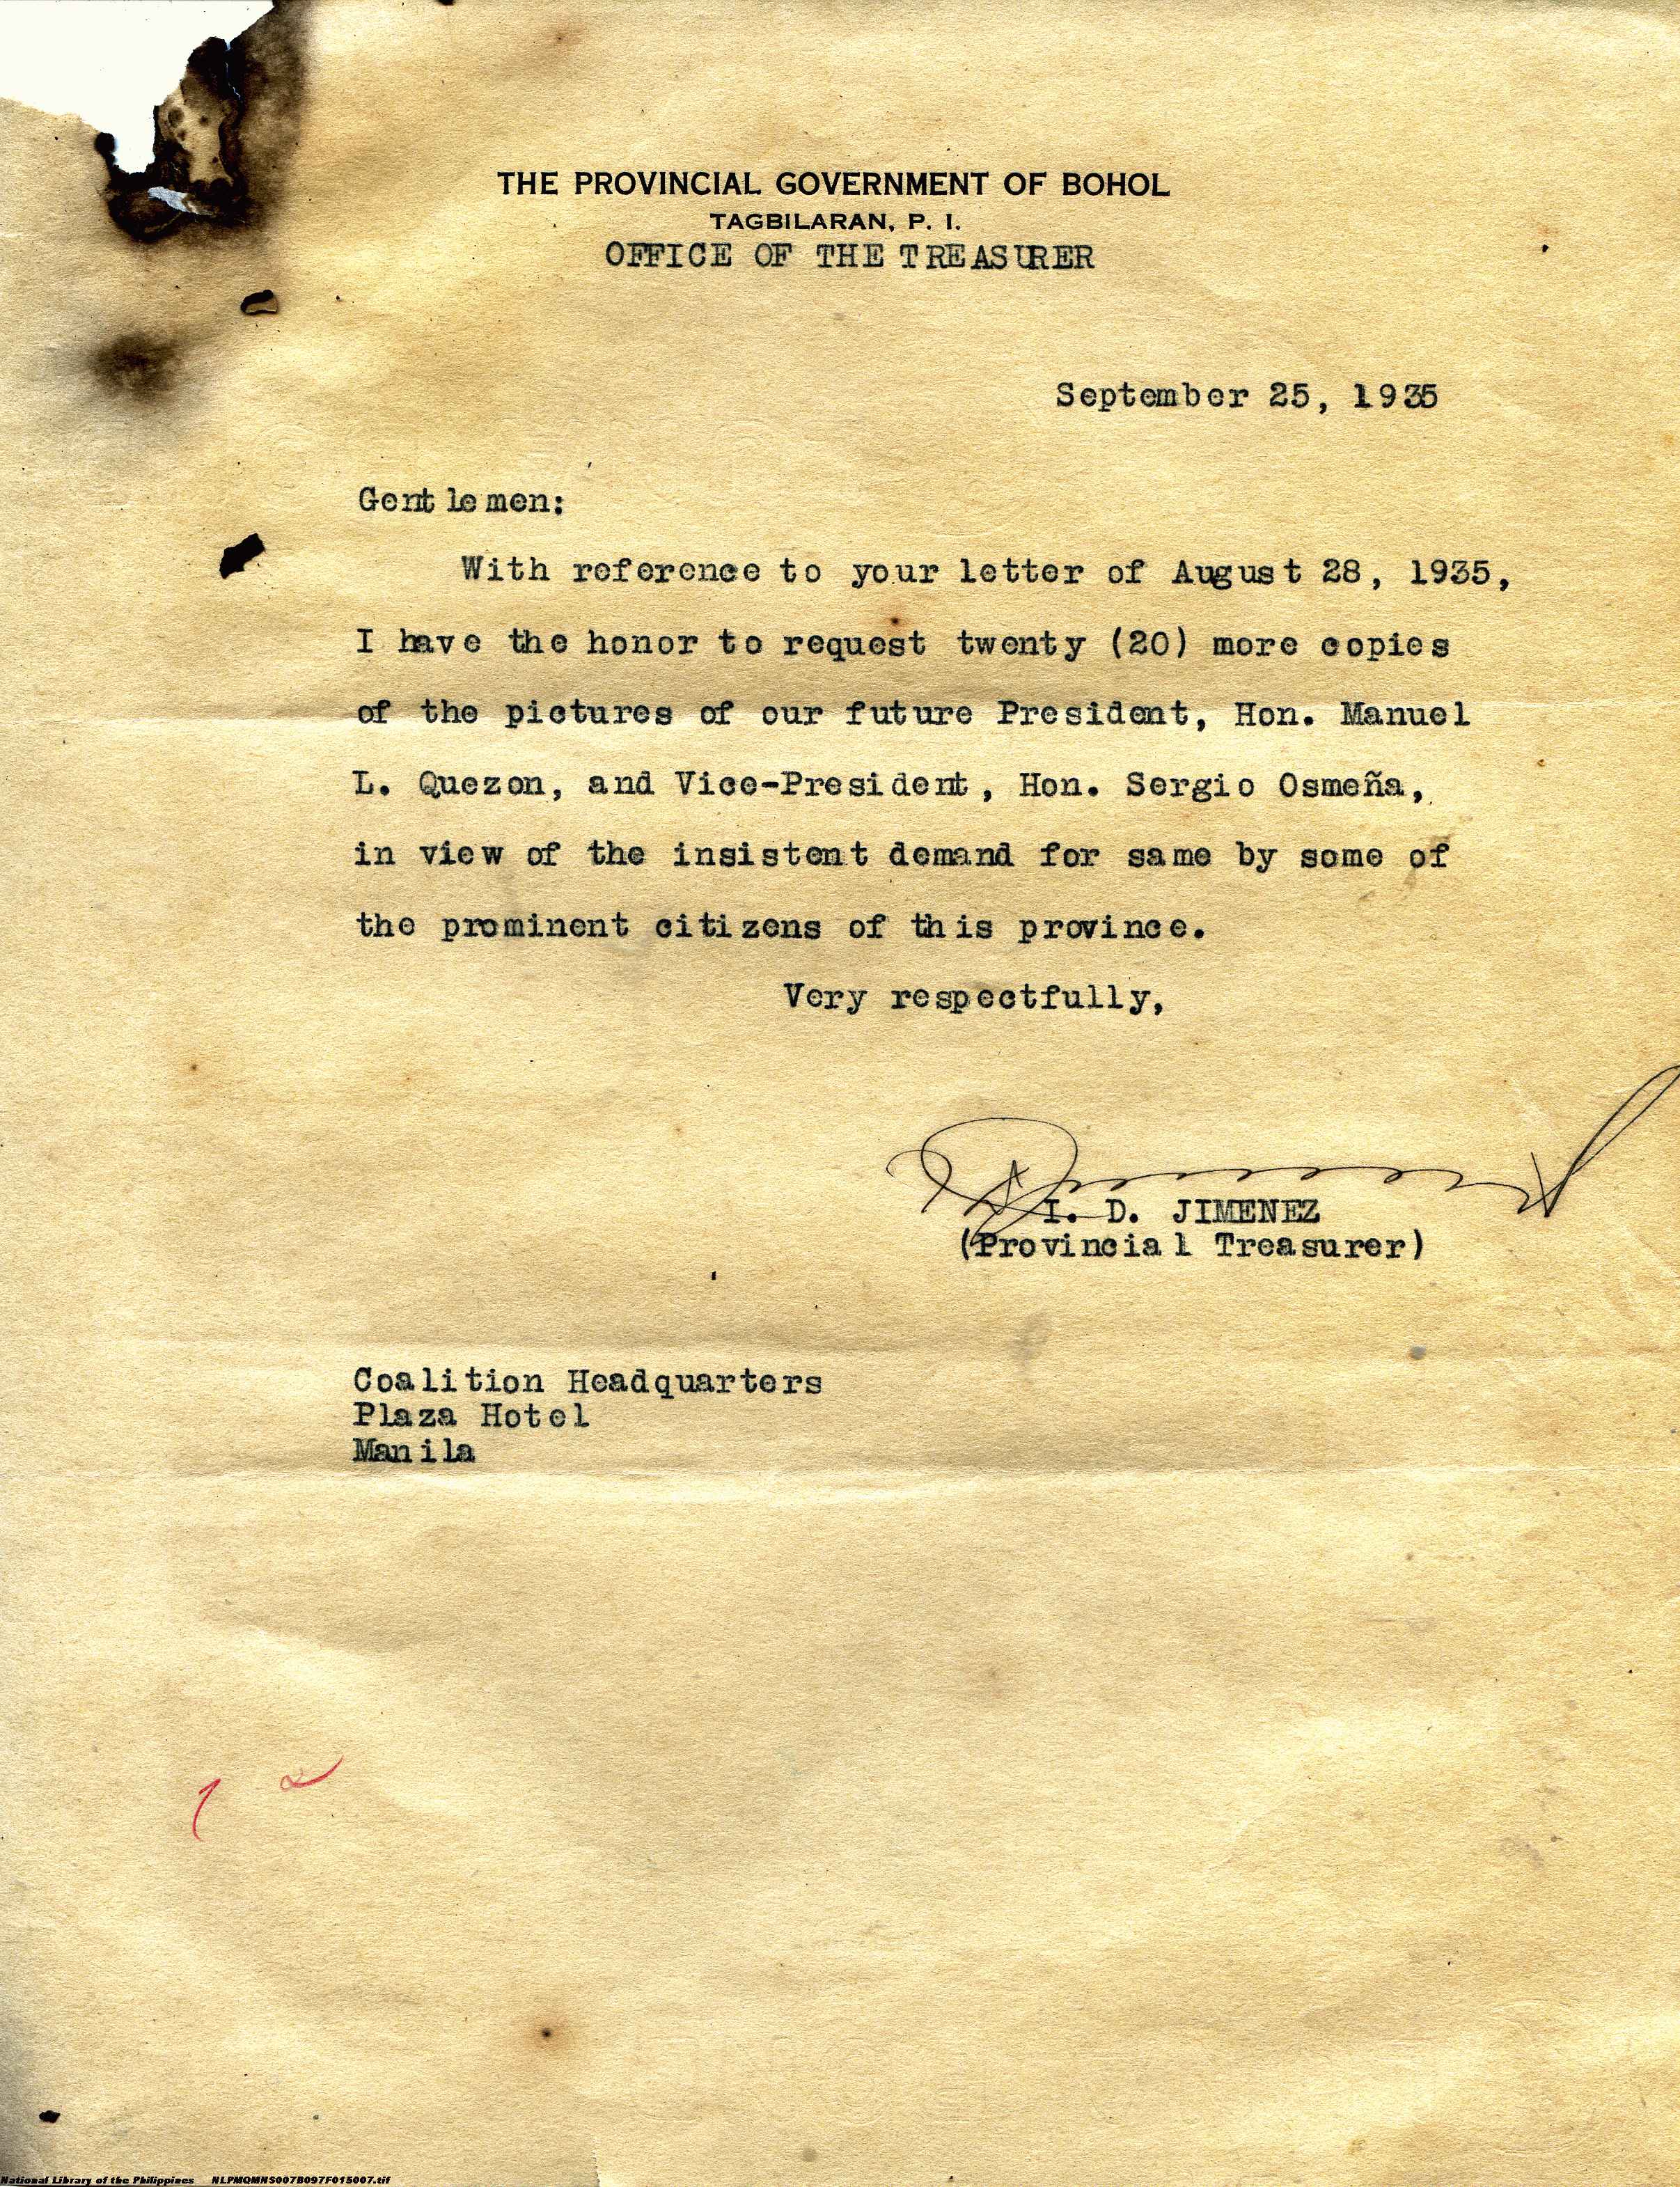 THE PROVINCIAL GOVERNMENT OF BOHOL
TAGBILARAN, P. I.
OFFICE OF THE TREASURER
September 25, 1935
Gentlemen:
With reference to your letter of August 28, 1935,
I have the honor to request twenty (20) more copies
of the pictures of our future President, Hon. Manuel
L. Quezon, and Vice-President, Hon. Sergio Osmeña,
in view of the insistent demand for same by some of
the prominent citizens of this province.
Very respectfully,
I. D. JIMENEZ
(Provincial Treasurer)
Coalition Headquarters
Plaza Hotel
Manila
National Library of the Philippines NLPMQMNS007B097F015007.tif